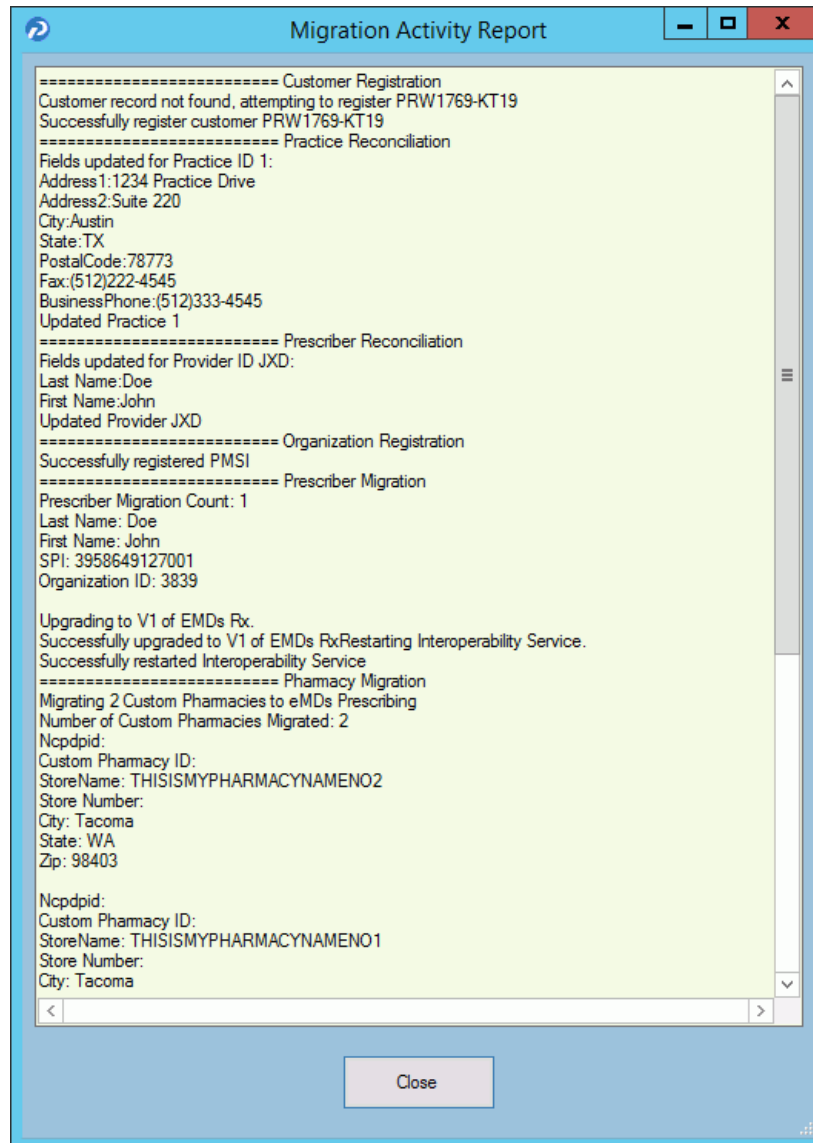 Migration Activity Report
========================== Customer Registration
Customer record not found, attempting to register PRW1769-KT19
Successfully register customer PRW1769-KT19
========================== Practice Reconciliation
Fields updated for Practice ID 1:
Address1:1234 Practice Drive
Address2:Suite 220
City:Austin
State:TX
PostalCode:78773
Fax:(512)222-4545
BusinessPhone:(512)333-4545
Updated Practice 1
========================== Prescriber Reconciliation
Fields updated for Provider ID JXD:
Last Name:Doe
First Name:John
Updated Provider JXD
========================== Organization Registration
Successfully registered PMSI
========================== Prescriber Migration
Prescriber Migration Count: 1
Last Name: Doe
First Name: John
SPI: 3958649127001
Organization ID: 3839
Upgrading to V1 of EMDs Rx.
Successfully upgraded to V1 of EMDs RxRestarting Interoperability Service.
Successfully restarted Interoperability Service
========================== Pharmacy Migration
Migrating 2 Custom Pharmacies to eMDs Prescribing
Number of Custom Pharmacies Migrated: 2
Ncpdpid:
Custom Pharmacy ID:
StoreName: THISISMYPHARMACYNAMENO2
Store Number:
City: Tacoma
State: WA
Zip: 98403
Ncpdpid:
Custom Pharmacy ID:
StoreName: THISISMYPHARMACYNAMENO1
Store Number:
City: Tacoma
Close